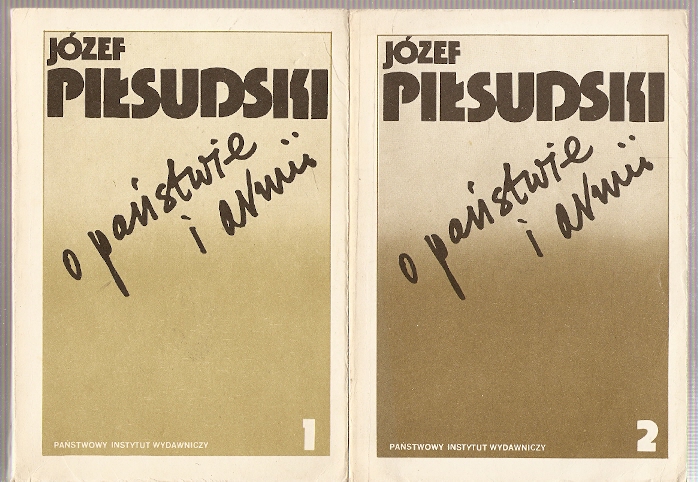 JÓZEF
PIŁSUDSKI
o państwie
i armii
PAŃSTWOWY INSTYTUT WYDAWNICZY
1
JÓZEF
PIŁSUDSKI
o państwie
i armii
PAŃSTWOWY INSTYTUT WYDAWNICZY
2